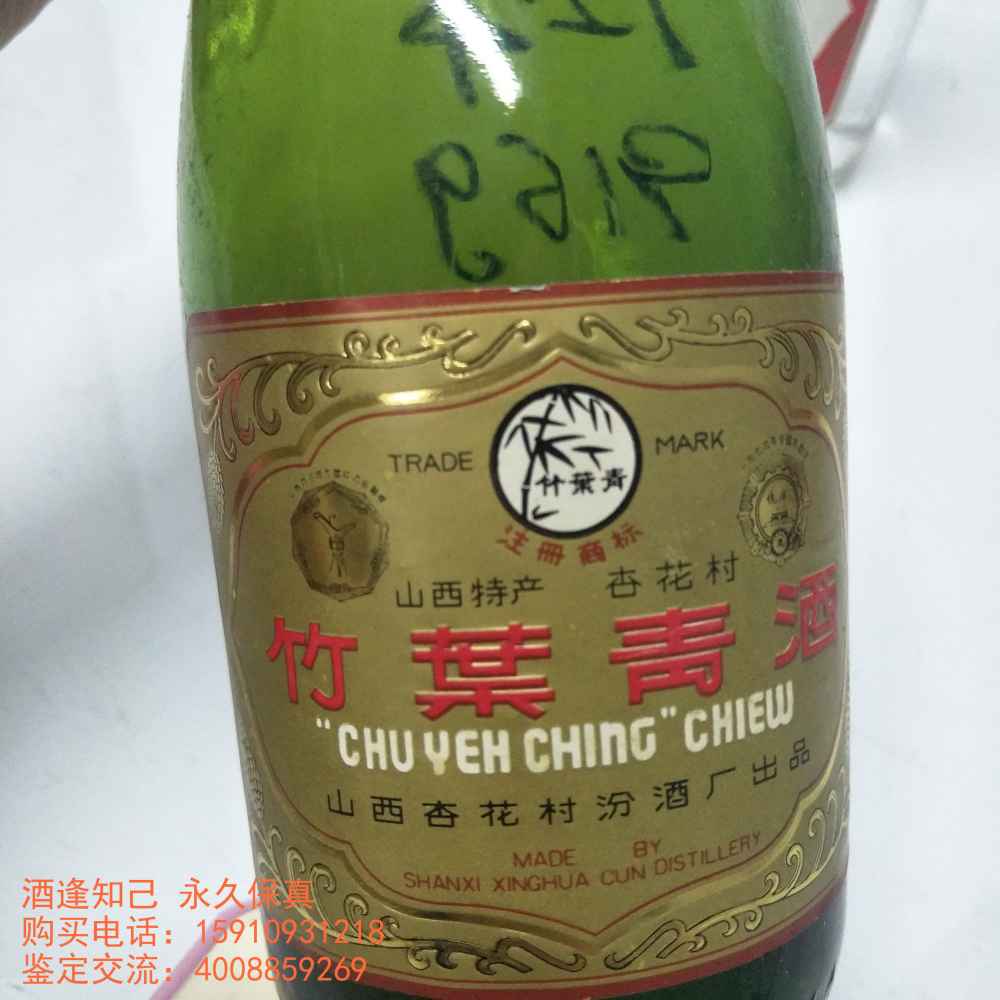 916g
TRADE MARK
竹葉青
注冊商标
山西特产 杏花村
竹葉青酒
"CHU YEH CHING" CHIEW
山西杏花村汾酒厂出品
MADE BY
SHANXI XINGHUA CUN DISTILLERY
酒逢知己 永久保真
购买电话：15910931218
鉴定交流：4008859269